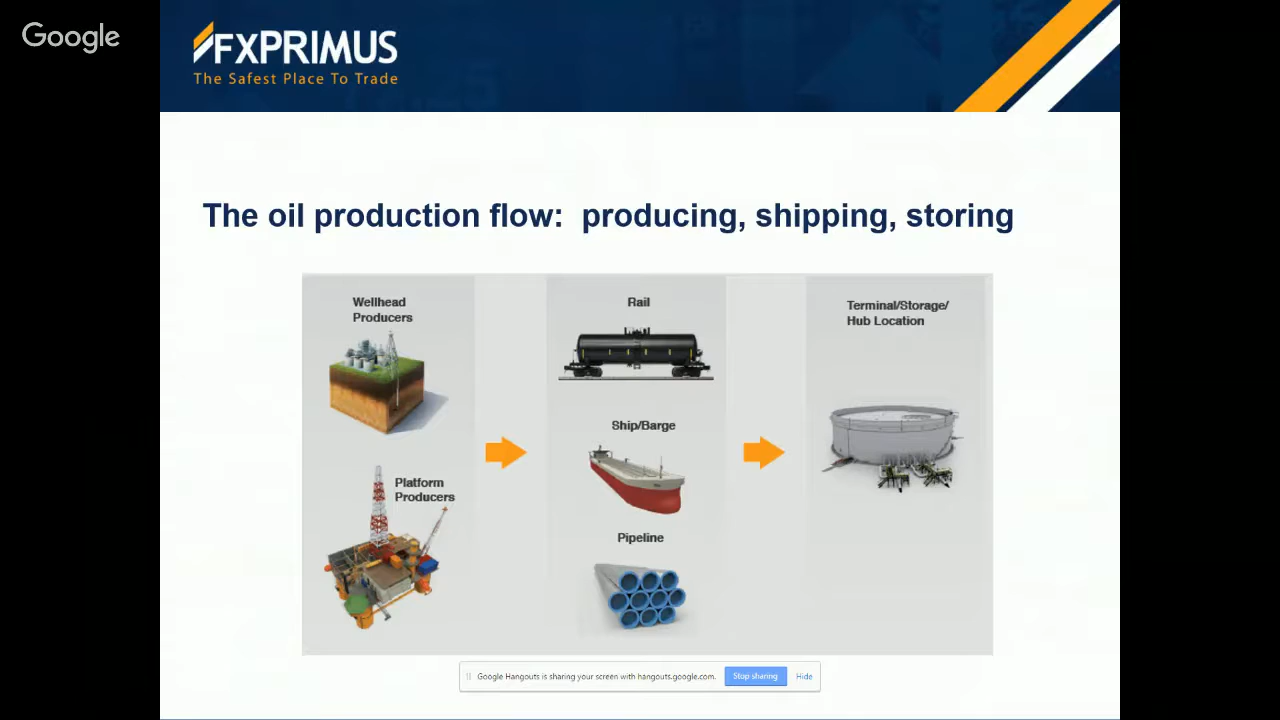 Google
FXPRIMUS
The Safest Place To Trade
The oil production flow:  producing, shipping, storing
Wellhead
Producers
Platform
Producers
Rail
Ship/Barge
Pipeline
Terminal/Storage/
Hub Location
Google Hangouts is sharing your screen with hangouts.google.com.
Stop sharing
Hide